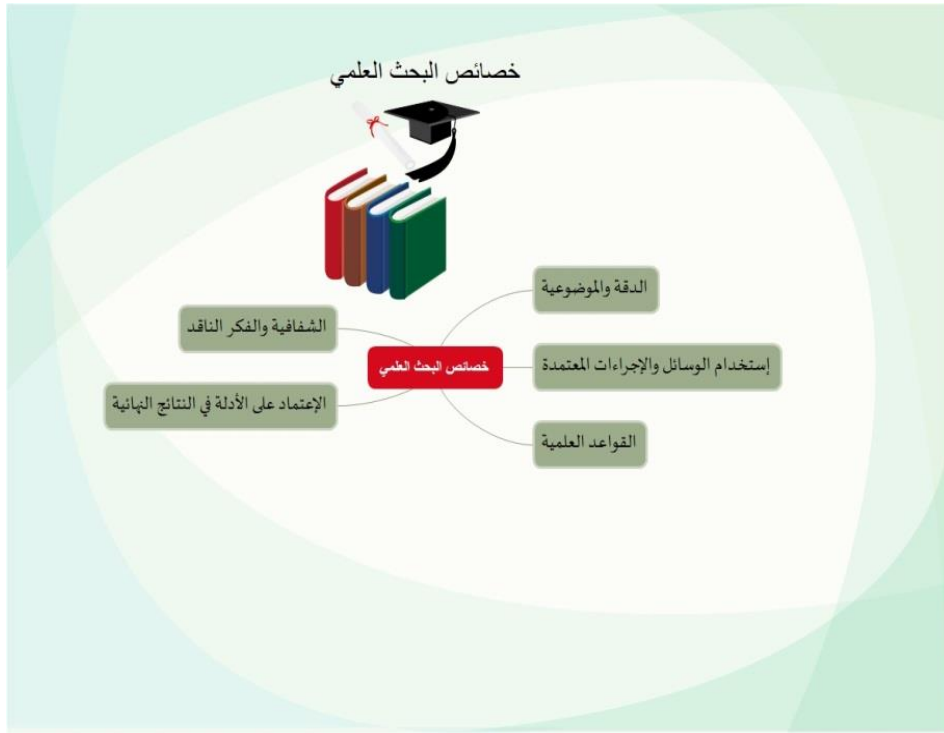 خصائص البحث العلمي
الدقة والموضوعية
الشفافية والفكر الناقد
خصائص البحث العلمي
إستخدام الوسائل والإجراءات المعتمدة
الإعتماد على الأدلة في النتائج النهائية
القواعد العلمية